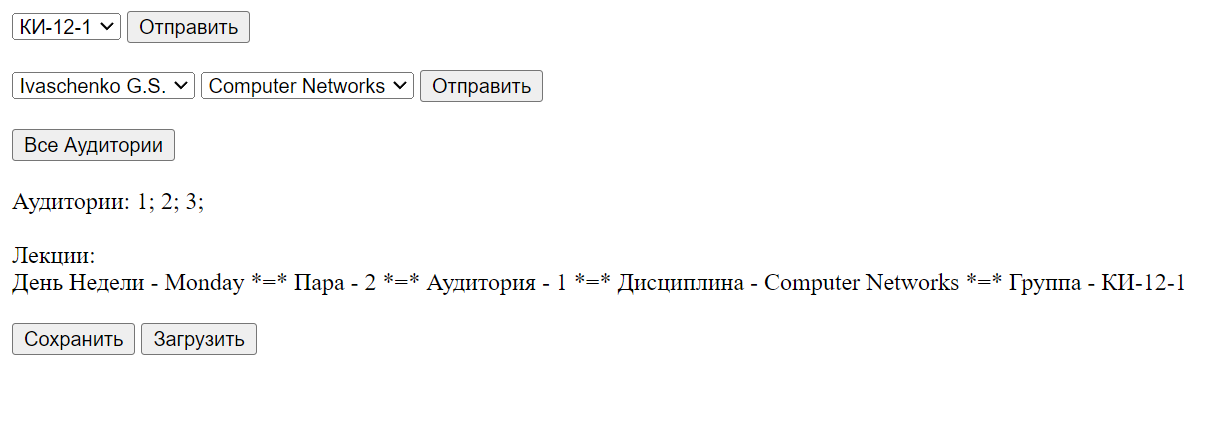 КИ-12-1 Отправить
Ivaschenko G.S. Computer Networks Отправить
Все Аудитории
Аудитории: 1; 2; 3;
Лекции:
День Недели - Monday *=* Пара - 2 *=* Аудитория - 1 *=* Дисциплина - Computer Networks *=* Группа - КИ-12-1
Сохранить Загрузить